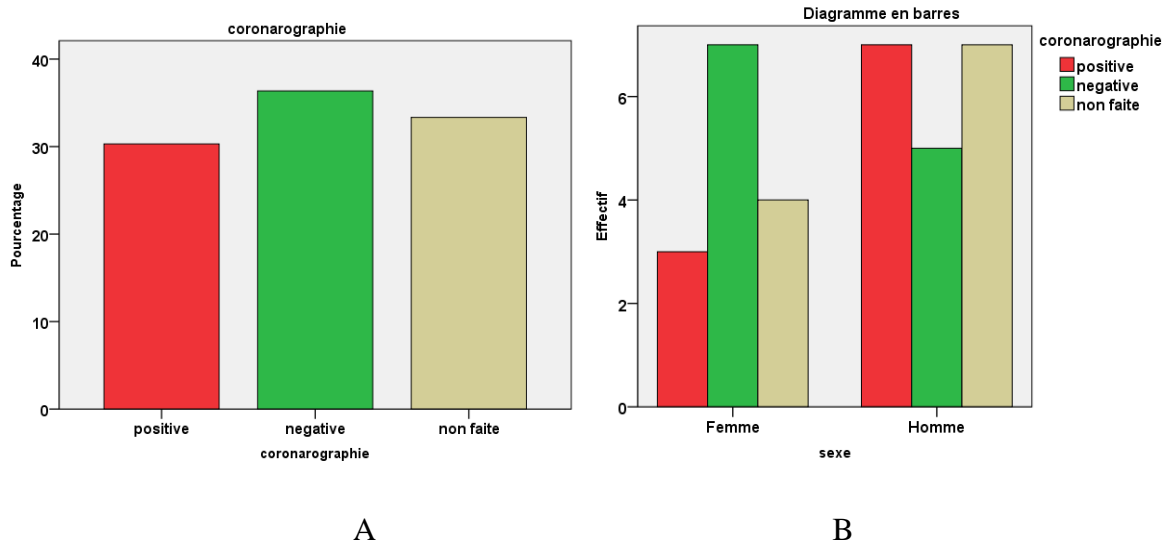 coronarographie
Pourcentage
40
30
20
10
0
positive negative non faite
coronarographie
A
Diagramme en barres
Effectif
6
4
2
0
Femme Homme
sexe
coronarographie
positive
negative
non faite
B